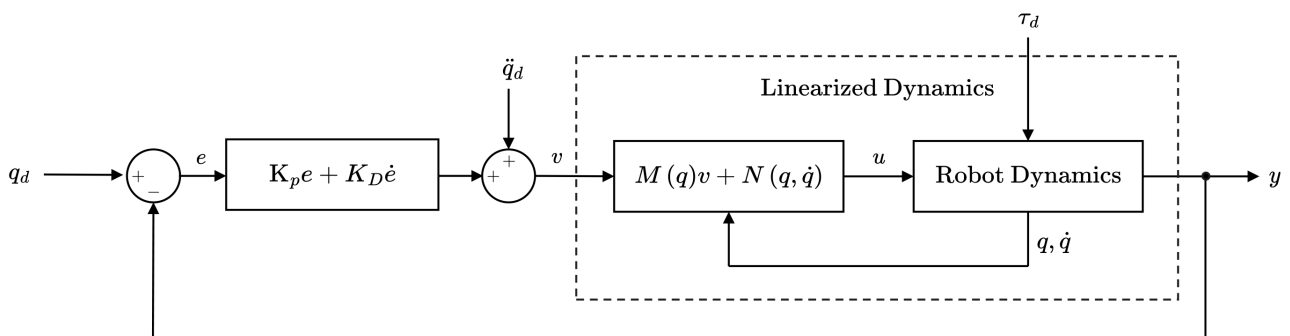 τ_d
q̈_d
Linearized Dynamics
q_d
+
−
e
K_p e + K_D ė
+
+
v
M (q)v + N (q, q̇)
u
Robot Dynamics
y
q, q̇